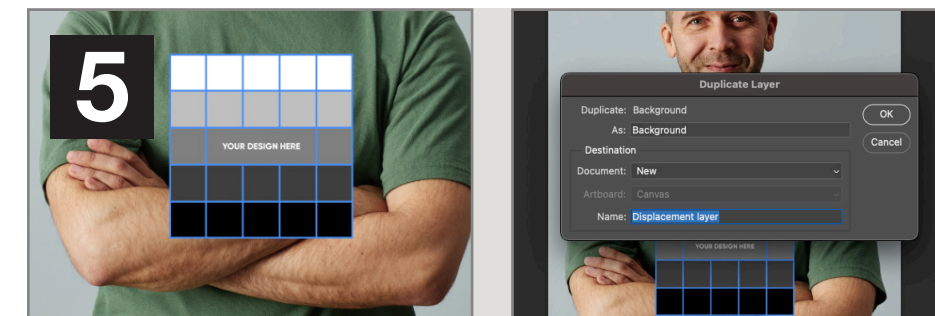 5
YOUR DESIGN HERE
Duplicate Layer
Duplicate: Background
As: Background
OK
Cancel
Destination
Document: New
Artboard: Canvas
Name: Displacement layer
YOUR DESIGN HERE